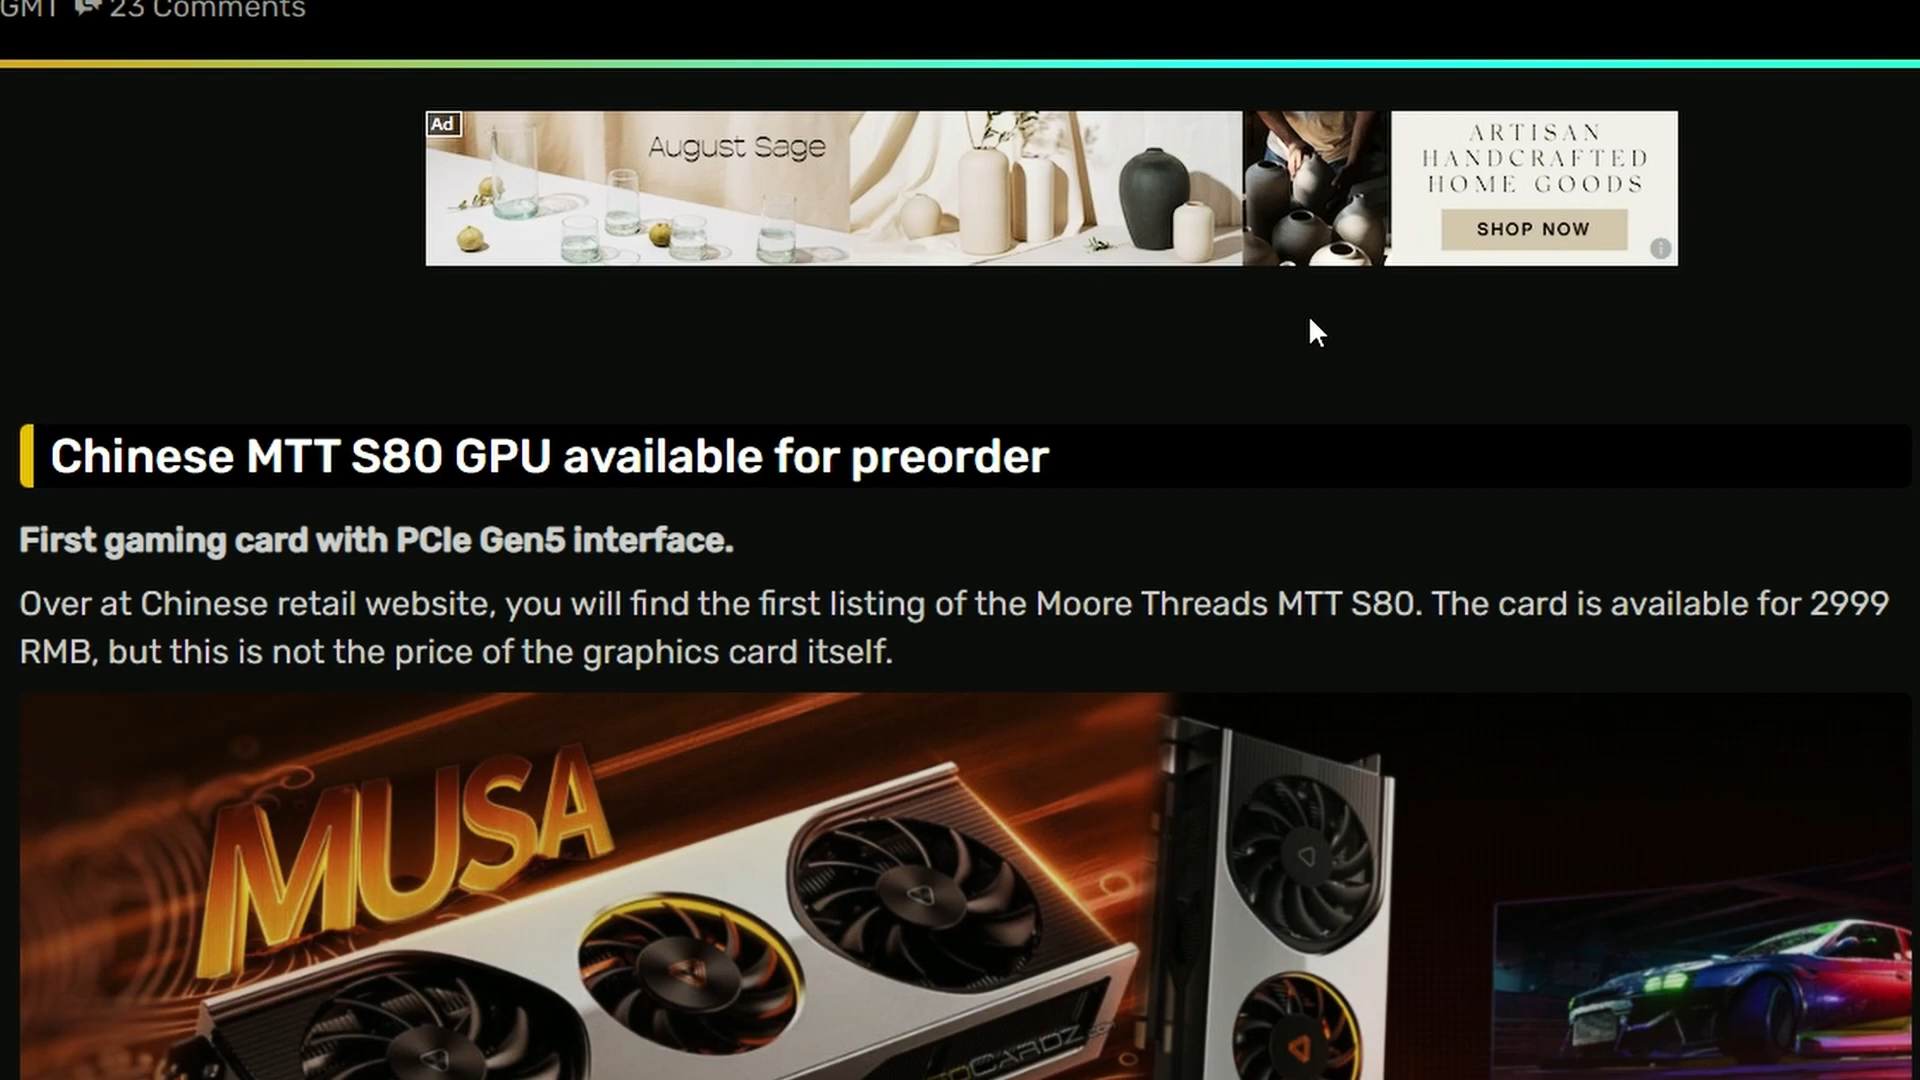 GMT 23 Comments
Ad
August Sage
ARTISAN
HANDCRAFTED
HOME GOODS
SHOP NOW
Chinese MTT S80 GPU available for preorder
First gaming card with PCIe Gen5 interface.
Over at Chinese retail website, you will find the first listing of the Moore Threads MTT S80. The card is available for 2999
RMB, but this is not the price of the graphics card itself.
MUSA